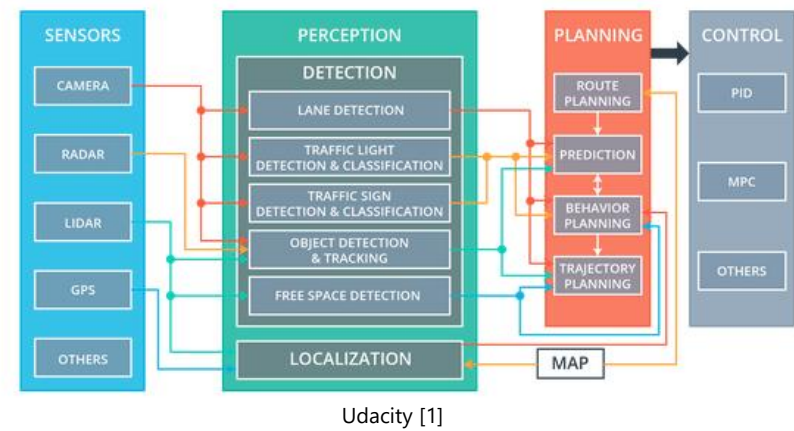 SENSORS
CAMERA
RADAR
LIDAR
GPS
OTHERS
PERCEPTION
DETECTION
LANE DETECTION
TRAFFIC LIGHT
DETECTION & CLASSIFICATION
TRAFFIC SIGN
DETECTION & CLASSIFICATION
OBJECT DETECTION
& TRACKING
FREE SPACE DETECTION
LOCALIZATION
PLANNING
ROUTE
PLANNING
PREDICTION
BEHAVIOR
PLANNING
TRAJECTORY
PLANNING
MAP
CONTROL
PID
MPC
OTHERS
Udacity [1]